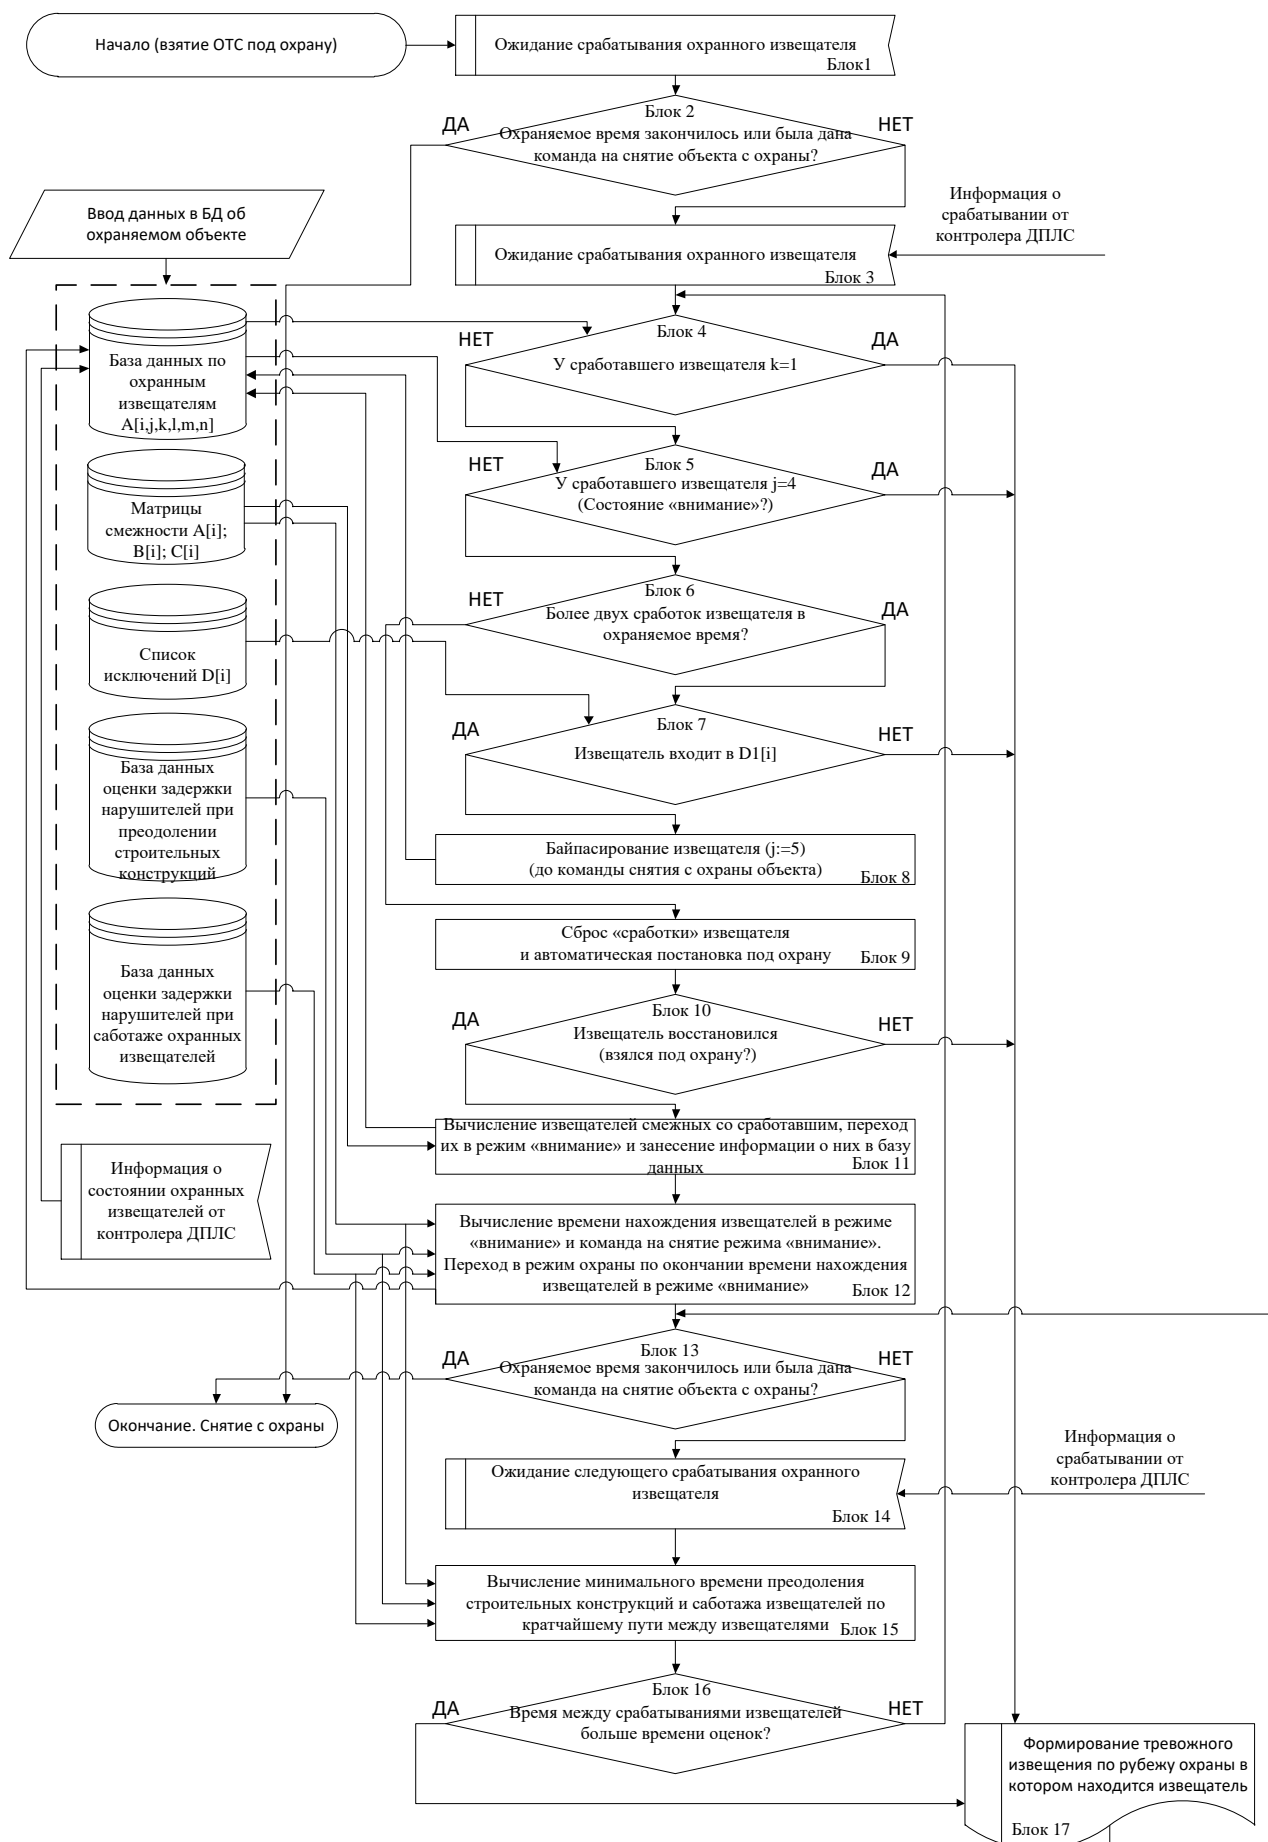 Начало (взятие ОТС под охрану)
Ожидание срабатывания охранного извещателя
Блок1
Блок 2
ДА
НЕТ
Охраняемое время закончилось или была дана
команда на снятие объекта с охраны?
Ввод данных в БД об
охраняемом объекте
Информация о
срабатывании от
контролера ДПЛС
Ожидание срабатывания охранного извещателя
Блок 3
Блок 4
НЕТ
ДА
У сработавшего извещателя k=1
База данных по
охранным
извещателям
A[i,j,k,l,m,n]
Блок 5
НЕТ
ДА
У сработавшего извещателя j=4
(Состояние «внимание»?)
Матрицы
смежности A[i];
B[i]; C[i]
Блок 6
НЕТ
ДА
Более двух сработок извещателя в
охраняемое время?
Список
исключений D[i]
Блок 7
ДА
НЕТ
Извещатель входит в D1[i]
База данных
оценки задержки
нарушителей при
преодолении
строительных
конструкций
Байпасирование извещателя (j:=5)
(до команды снятия с охраны объекта)
Блок 8
Сброс «сработки» извещателя
и автоматическая постановка под охрану
Блок 9
База данных
оценки задержки
нарушителей при
саботаже охранных
извещателей
Блок 10
ДА
НЕТ
Извещатель восстановился
(взялся под охрану?)
Вычисление извещателей смежных со сработавшим, переход
их в режим «внимание» и занесение информации о них в базу
данных
Блок 11
Информация о
состоянии охранных
извещателей от
контролера ДПЛС
Вычисление времени нахождения извещателей в режиме
«внимание» и команда на снятие режима «внимание».
Переход в режим охраны по окончании времени нахождения
извещателей в режиме «внимание»
Блок 12
Блок 13
ДА
НЕТ
Охраняемое время закончилось или была дана
команда на снятие объекта с охраны?
Окончание. Снятие с охраны
Информация о
срабатывании от
контролера ДПЛС
Ожидание следующего срабатывания охранного
извещателя
Блок 14
Вычисление минимального времени преодоления
строительных конструкций и саботажа извещателей по
кратчайшему пути между извещателями
Блок 15
Блок 16
ДА
НЕТ
Время между срабатываниями извещателей
больше времени оценок?
Формирование тревожного
извещения по рубежу охраны в
котором находится извещатель
Блок 17